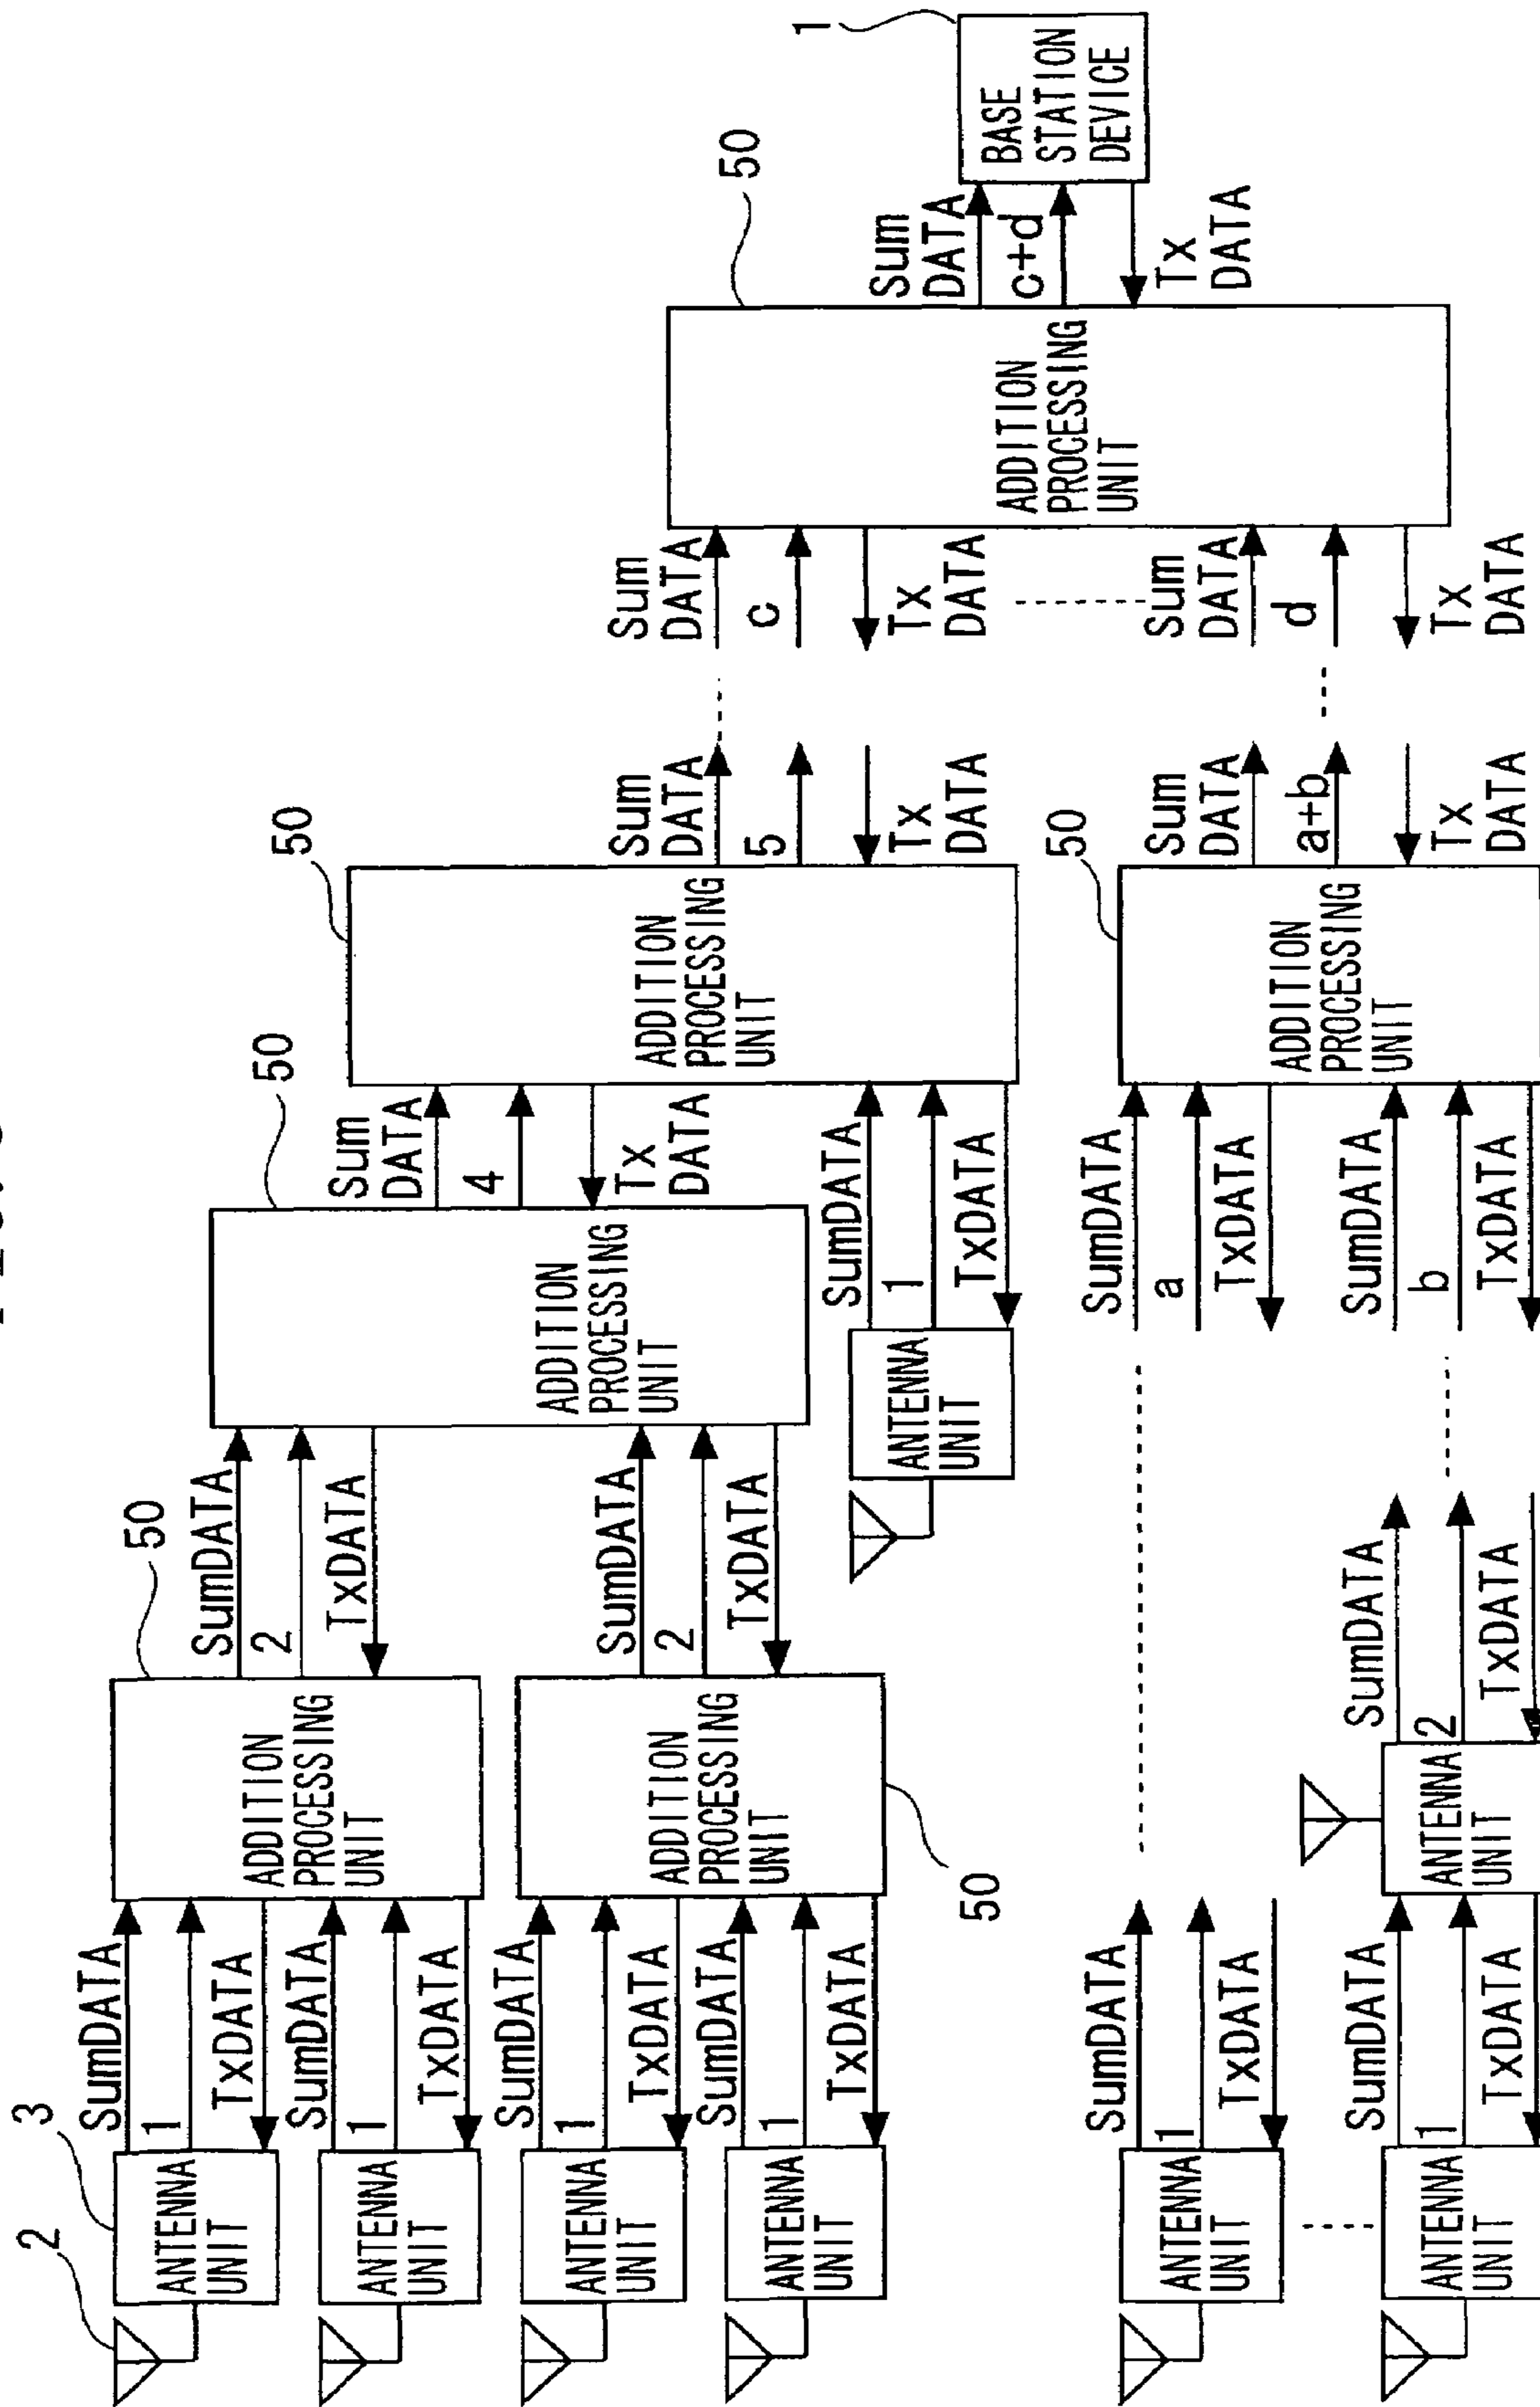 2
3
ANTENNA
UNIT
SumDATA
1
TxDATA
ANTENNA
UNIT
SumDATA
1
TxDATA
50
ADDITION
PROCESSING
UNIT
SumDATA
2
TxDATA
ANTENNA
UNIT
SumDATA
1
TxDATA
ANTENNA
UNIT
SumDATA
1
TxDATA
50
ADDITION
PROCESSING
UNIT
SumDATA
2
TxDATA
50
ADDITION
PROCESSING
UNIT
Sum
DATA
4
Tx
DATA
ANTENNA
UNIT
SumDATA
1
TxDATA
50
ADDITION
PROCESSING
UNIT
Sum
DATA
5
Tx
DATA
Sum
DATA
c
Tx
DATA
50
ADDITION
PROCESSING
UNIT
Sum
DATA
c+d
Tx
DATA
1
BASE
STATION
DEVICE
ANTENNA
UNIT
SumDATA
1
TxDATA
SumDATA
a
TxDATA
ANTENNA
UNIT
SumDATA
1
TxDATA
ANTENNA
UNIT
SumDATA
2
TxDATA
SumDATA
b
TxDATA
50
ADDITION
PROCESSING
UNIT
Sum
DATA
a+b
Tx
DATA
Sum
DATA
d
Tx
DATA